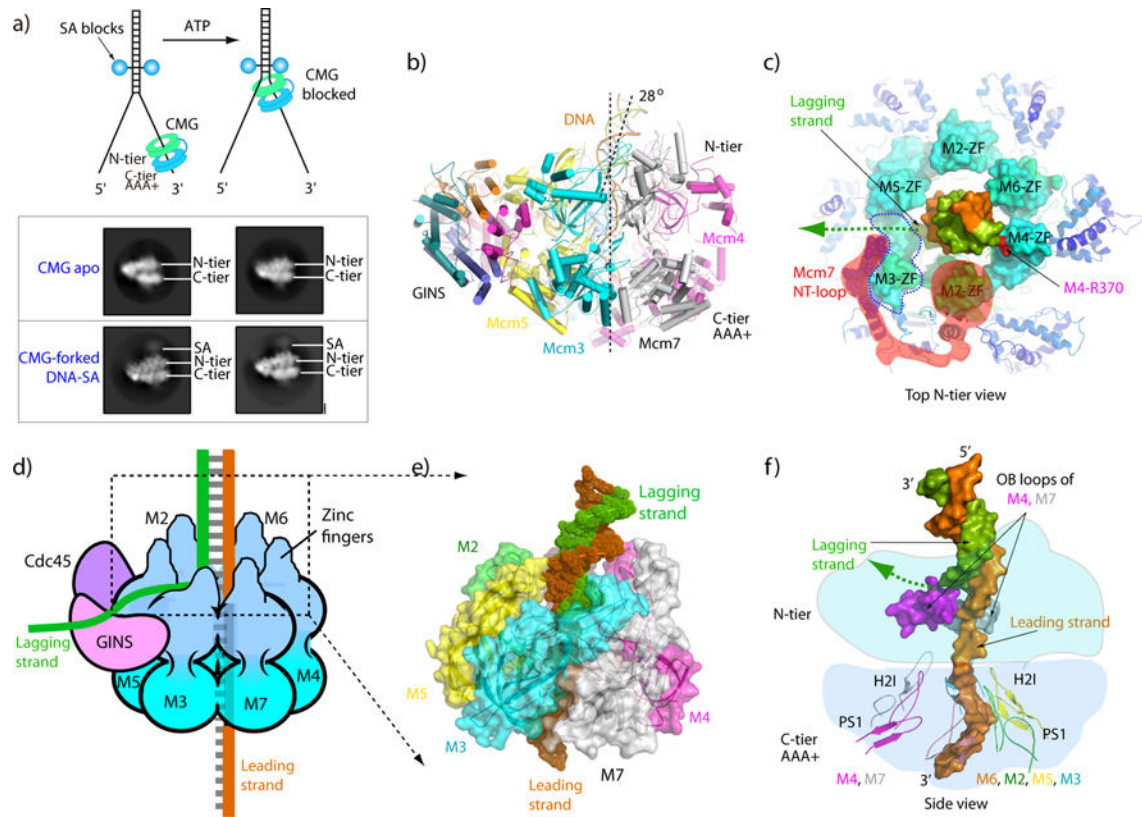 a)
SA blocks
ATP
CMG
blocked
CMG
N-tier
C-tier
AAA+
5'
3'
5'
3'
CMG apo
N-tier
C-tier
N-tier
C-tier
CMG-forked
DNA-SA
SA
N-tier
C-tier
SA
N-tier
C-tier
b)
28°
DNA
N-tier
Mcm4
GINS
Mcm5
Mcm3
Mcm7
C-tier
AAA+
c)
Lagging
strand
M2-ZF
M5-ZF
M6-ZF
M4-ZF
M3-ZF
M7-ZF
Mcm7
NT-loop
M4-R370
Top N-tier view
d)
M2
M6
Zinc
fingers
Cdc45
Lagging
strand
GINS
M5
M3
M7
M4
Leading
strand
e)
Lagging
strand
M2
M5
M3
M4
M7
Leading
strand
f)
5'
3'
OB loops of
M4, M7
Lagging
strand
N-tier
Leading strand
H2I
H2I
PS1
PS1
C-tier
AAA+
3'
M4, M7
M6, M2, M5, M3
Side view